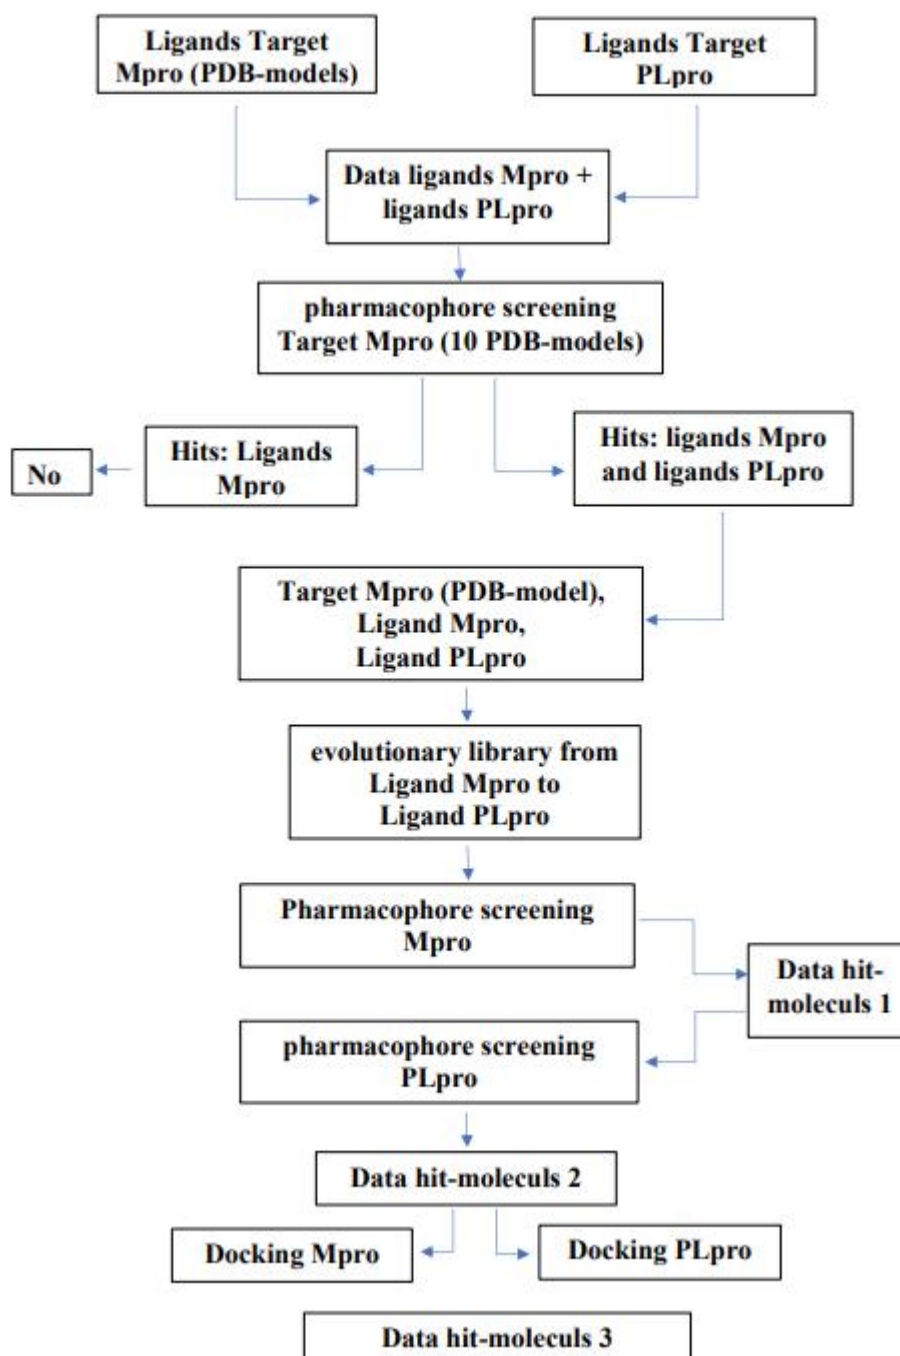 Ligands Target
Mpro (PDB-models)
Ligands Target
PLpro
Data ligands Mpro +
ligands PLpro
pharmacophore screening
Target Mpro (10 PDB-models)
No
Hits: Ligands
Mpro
Hits: ligands Mpro
and ligands PLpro
Target Mpro (PDB-model),
Ligand Mpro,
Ligand PLpro
evolutionary library from
Ligand Mpro to
Ligand PLpro
Pharmacophore screening
Mpro
Data hit-
moleculs 1
pharmacophore screening
PLpro
Data hit-moleculs 2
Docking Mpro
Docking PLpro
Data hit-moleculs 3